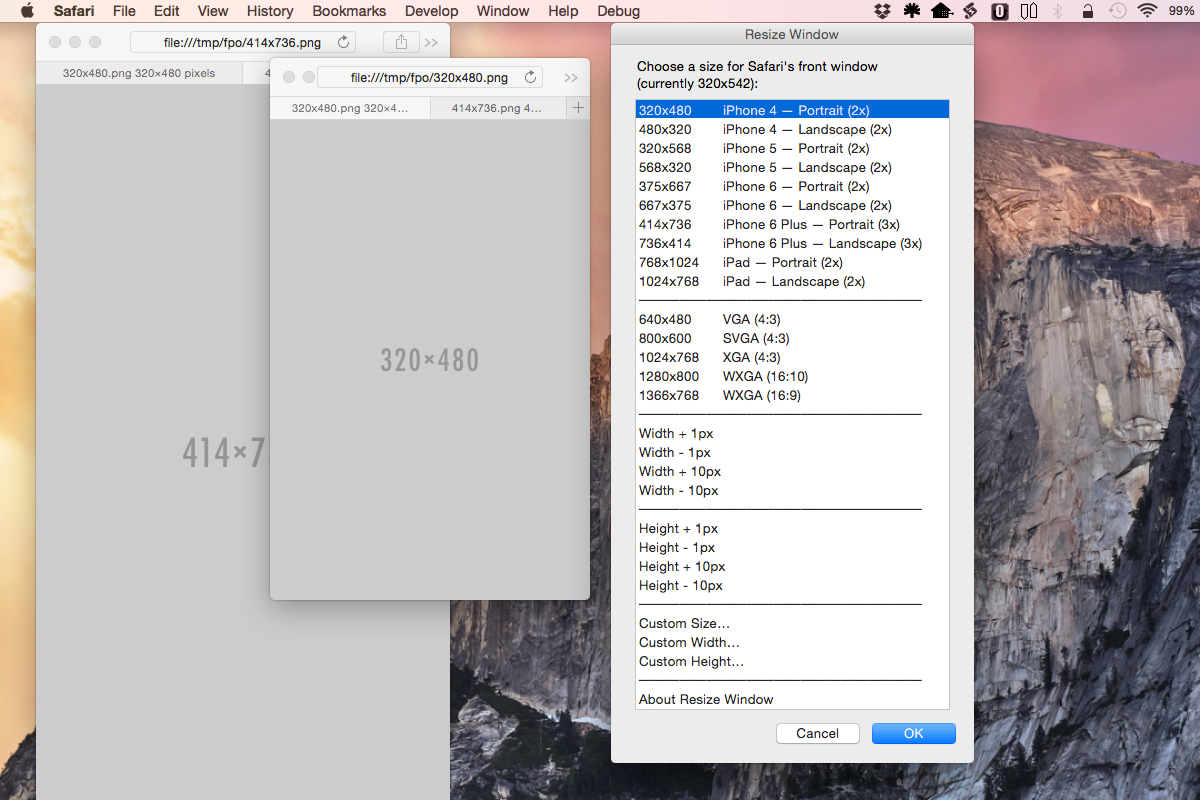 Safari File Edit View History Bookmarks Develop Window Help Debug 99%
file:///tmp/fpo/414x736.png
320x480.png 320×480 pixels
4
414×7
file:///tmp/fpo/320x480.png
320x480.png 320×4... 414x736.png 4... +
320×480
Resize Window
Choose a size for Safari's front window
(currently 320x542):
320x480 iPhone 4 — Portrait (2x)
480x320 iPhone 4 — Landscape (2x)
320x568 iPhone 5 — Portrait (2x)
568x320 iPhone 5 — Landscape (2x)
375x667 iPhone 6 — Portrait (2x)
667x375 iPhone 6 — Landscape (2x)
414x736 iPhone 6 Plus — Portrait (3x)
736x414 iPhone 6 Plus — Landscape (3x)
768x1024 iPad — Portrait (2x)
1024x768 iPad — Landscape (2x)
640x480 VGA (4:3)
800x600 SVGA (4:3)
1024x768 XGA (4:3)
1280x800 WXGA (16:10)
1366x768 WXGA (16:9)
Width + 1px
Width - 1px
Width + 10px
Width - 10px
Height + 1px
Height - 1px
Height + 10px
Height - 10px
Custom Size...
Custom Width...
Custom Height...
About Resize Window
Cancel OK